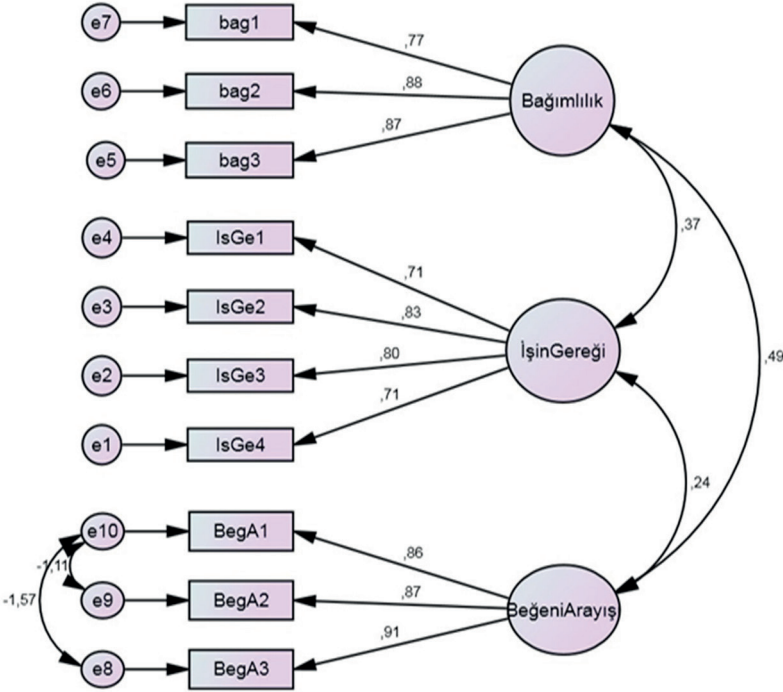 e7
bag1
,77
e6
bag2
,88
Bağımlılık
e5
bag3
,87
e4
IsGe1
,71
,37
e3
IsGe2
,83
İşinGereği
,49
e2
IsGe3
,80
e1
IsGe4
,71
,24
e10
BegA1
,86
-1,11
-1,57
e9
BegA2
,87
BeğeniArayış
e8
BegA3
,91